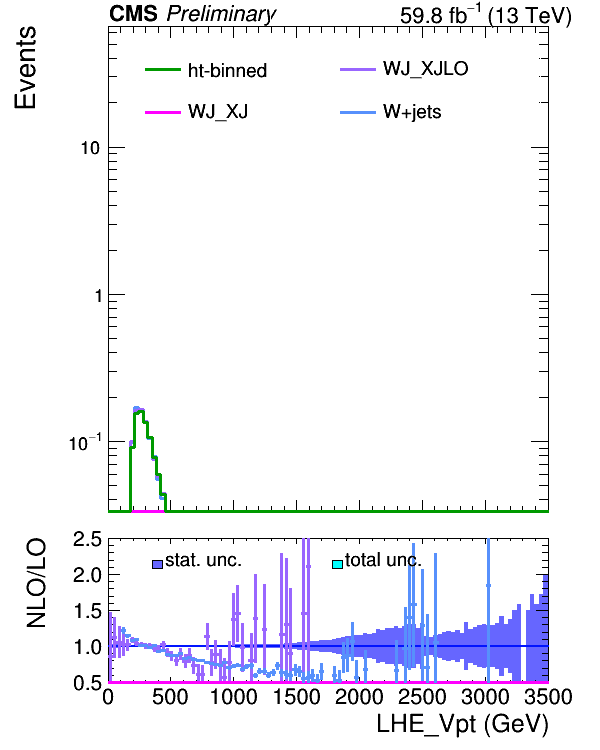 CMS Preliminary 59.8 fb⁻¹ (13 TeV)
Events
ht-binned WJ_XJLO
WJ_XJ W+jets
10
1
10⁻¹
NLO/LO
stat. unc. total unc.
2.5
2.0
1.5
1.0
0.5
0 500 1000 1500 2000 2500 3000 3500
LHE_Vpt (GeV)